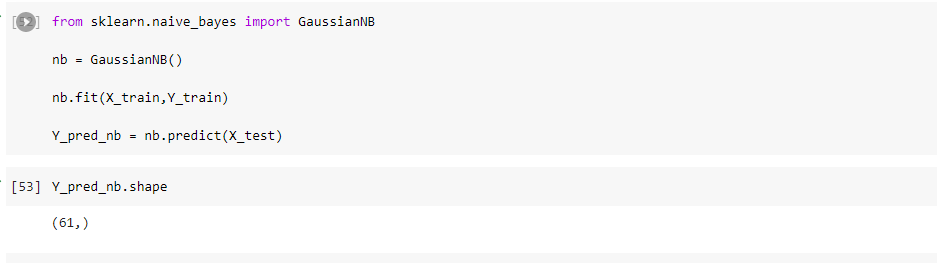 from sklearn.naive_bayes import GaussianNB
nb = GaussianNB()
nb.fit(X_train,Y_train)
Y_pred_nb = nb.predict(X_test)
[53] Y_pred_nb.shape
(61,)